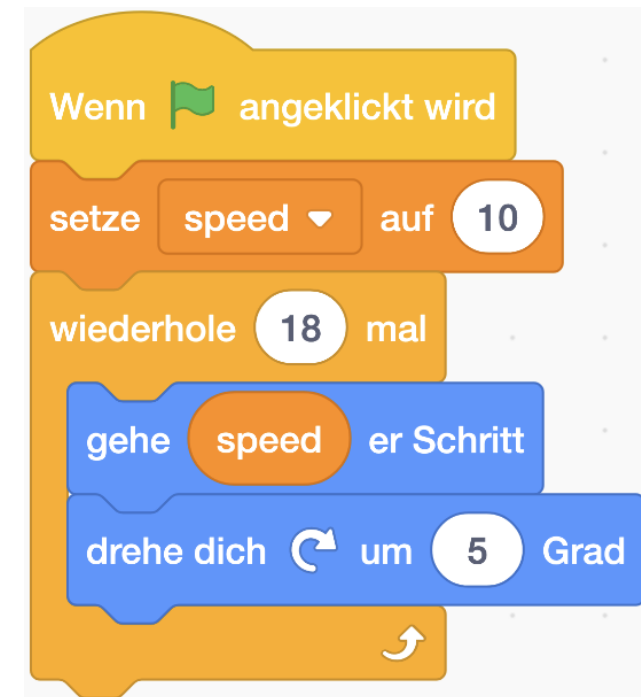 Wenn angeklickt wird
setze speed auf 10
wiederhole 18 mal
gehe speed er Schritt
drehe dich um 5 Grad